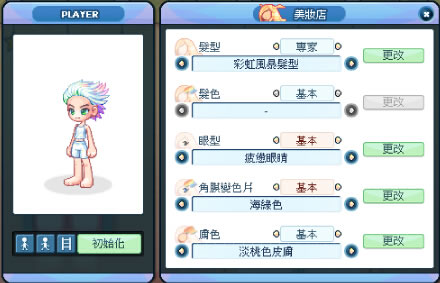 PLAYER
初始化
美妝店
髮型 專家
彩虹風暴髮型
更改
髮色 基本
-
更改
眼型 基本
疲憊眼睛
更改
角膜變色片 基本
海綠色
更改
膚色 基本
淡桃色皮膚
更改